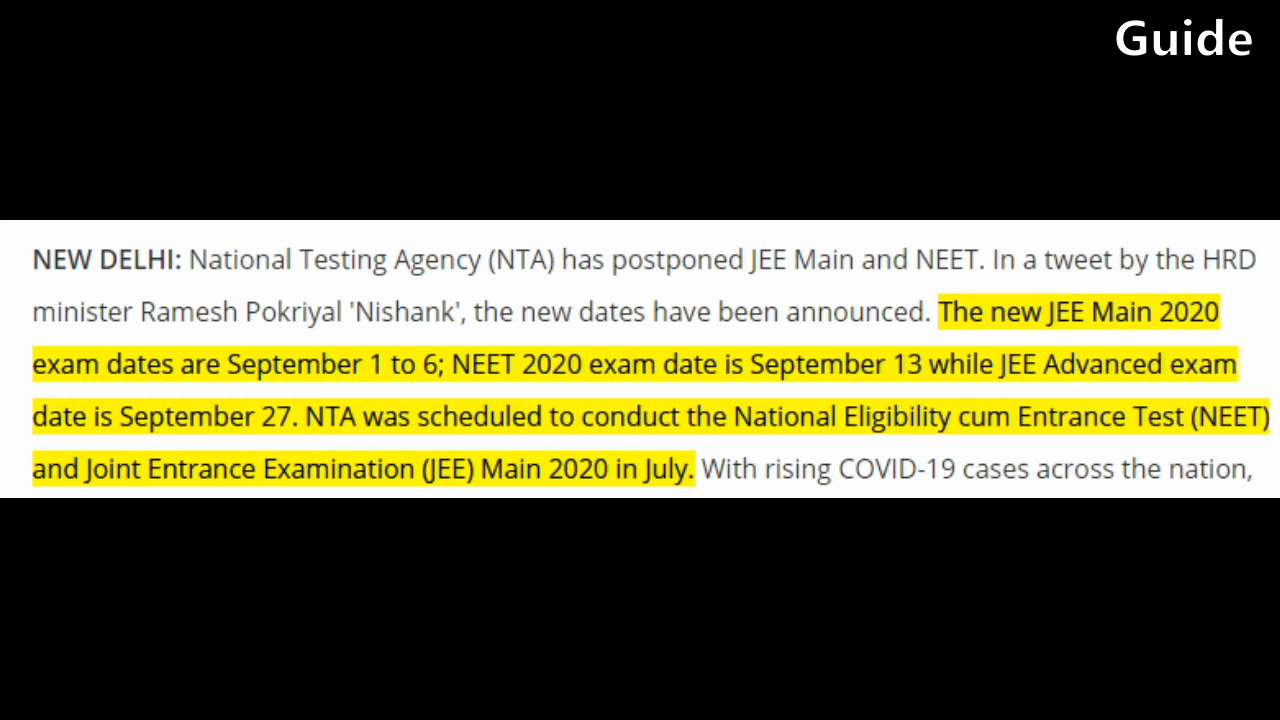 Guide
NEW DELHI: National Testing Agency (NTA) has postponed JEE Main and NEET. In a tweet by the HRD
minister Ramesh Pokriyal 'Nishank', the new dates have been announced. The new JEE Main 2020
exam dates are September 1 to 6; NEET 2020 exam date is September 13 while JEE Advanced exam
date is September 27. NTA was scheduled to conduct the National Eligibility cum Entrance Test (NEET)
and Joint Entrance Examination (JEE) Main 2020 in July. With rising COVID-19 cases across the nation,